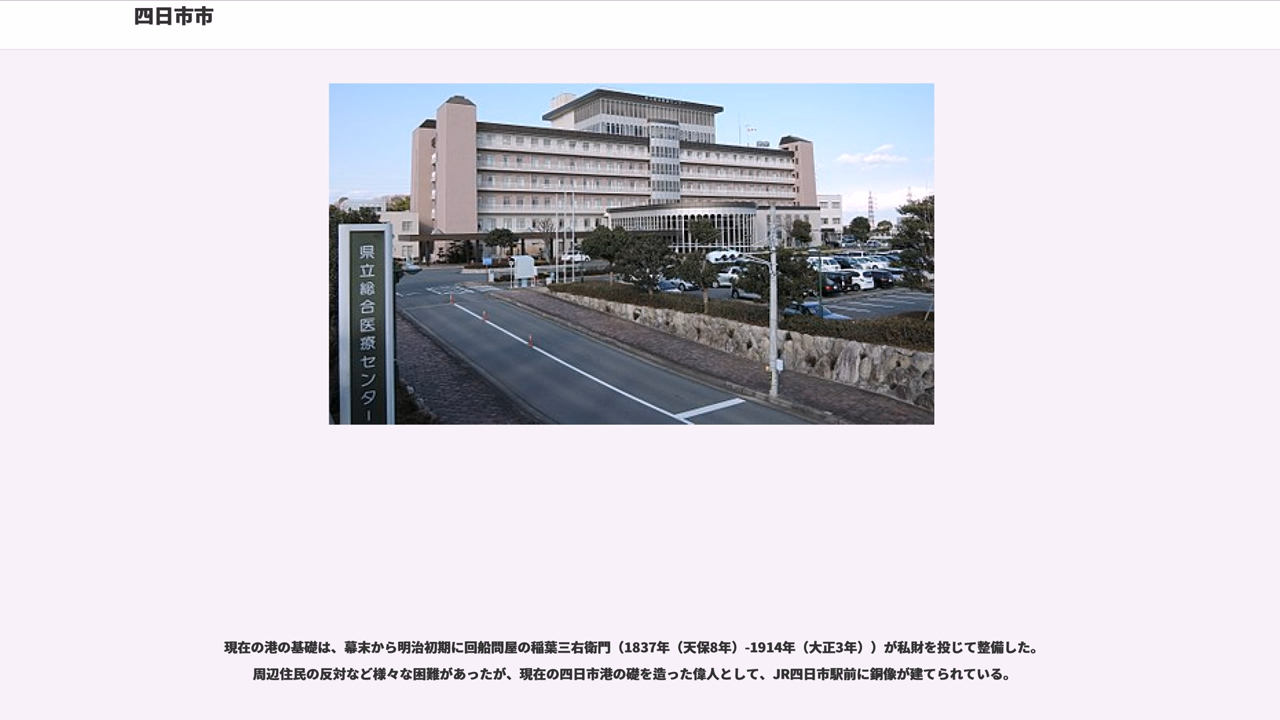 四日市市
県立総合医療センター
現在の港の基礎は、幕末から明治初期に回船問屋の稲葉三右衛門（1837年（天保8年）-1914年（大正3年））が私財を投じて整備した。
周辺住民の反対など様々な困難があったが、現在の四日市港の礎を造った偉人として、JR四日市駅前に銅像が建てられている。